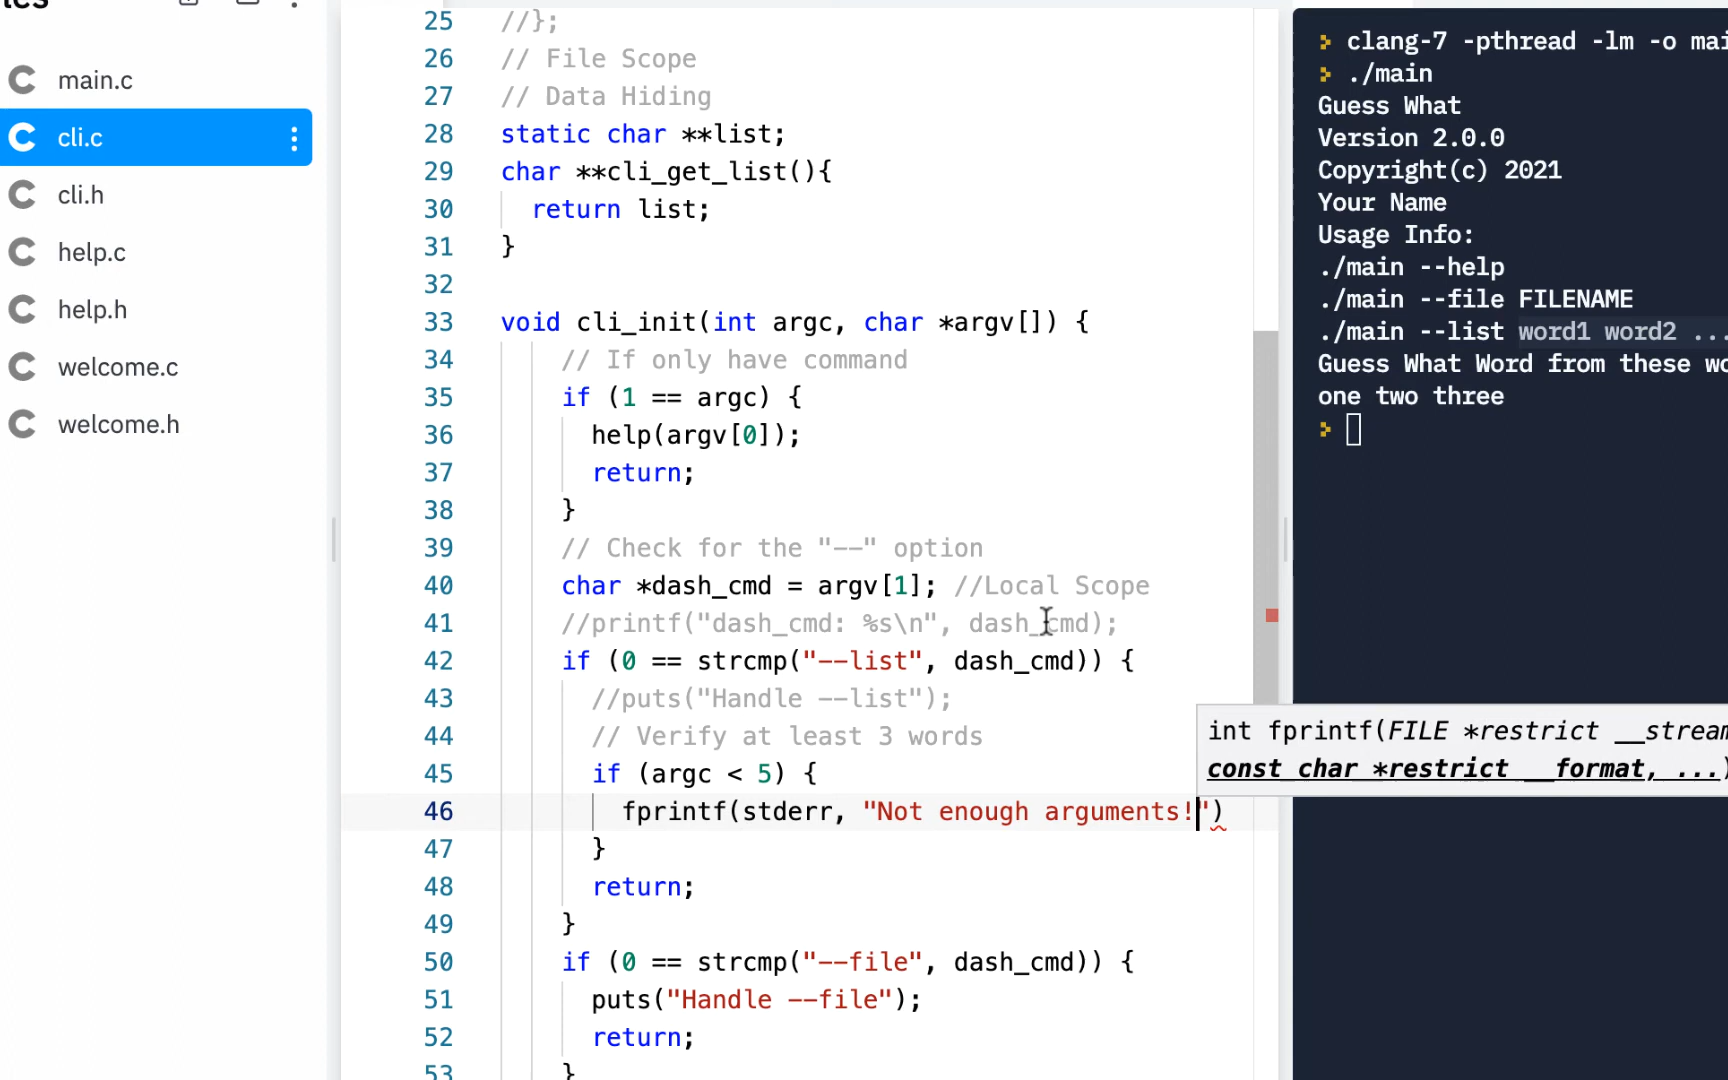 main.c
cli.c
cli.h
help.c
help.h
welcome.c
welcome.h
25 //};
26 // File Scope
27 // Data Hiding
28 static char **list;
29 char **cli_get_list(){
30 return list;
31 }
32
33 void cli_init(int argc, char *argv[]) {
34 // If only have command
35 if (1 == argc) {
36 help(argv[0]);
37 return;
38 }
39 // Check for the "--" option
40 char *dash_cmd = argv[1]; //Local Scope
41 //printf("dash_cmd: %s\n", dash_cmd);
42 if (0 == strcmp("--list", dash_cmd)) {
43 //puts("Handle --list");
44 // Verify at least 3 words
45 if (argc < 5) {
46 fprintf(stderr, "Not enough arguments!")
47 }
48 return;
49 }
50 if (0 == strcmp("--file", dash_cmd)) {
51 puts("Handle --file");
52 return;
53 }
int fprintf(FILE *restrict __stream
const char *restrict __format, ...)
clang-7 -pthread -lm -o mai
./main
Guess What
Version 2.0.0
Copyright(c) 2021
Your Name
Usage Info:
./main --help
./main --file FILENAME
./main --list word1 word2 ...
Guess What Word from these wo
one two three